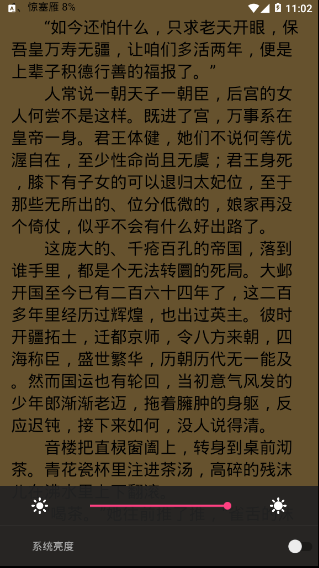 、惊塞雁 8%
11:02
“如今还怕什么，只求老天开眼，保
吾皇万寿无疆，让咱们多活两年，便是
上辈子积德行善的福报了。”
人常说一朝天子一朝臣，后宫的女
人何尝不是这样。既进了宫，万事系在
皇帝一身。君王体健，她们不说何等优
渥自在，至少性命尚且无虞；君王身死
，膝下有子女的可以退归太妃位，至于
那些无所出的、位分低微的，娘家再没
个倚仗，似乎不会有什么好出路了。
这庞大的、千疮百孔的帝国，落到
谁手里，都是个无法转圜的死局。大邺
开国至今已有二百六十四年了，这二百
多年里经历过辉煌，也出过英主。彼时
开疆拓土，迁都京师，令八方来朝，四
海称臣，盛世繁华，历朝历代无一能及
。然而国运也有轮回，当初意气风发的
少年郎渐渐老迈，拖着臃肿的身躯，反
应迟钝，接下来如何，没人说得清。
音楼把直棂窗阖上，转身到桌前沏
茶。青花瓷杯里注进茶汤，高碎的残沫
系统亮度